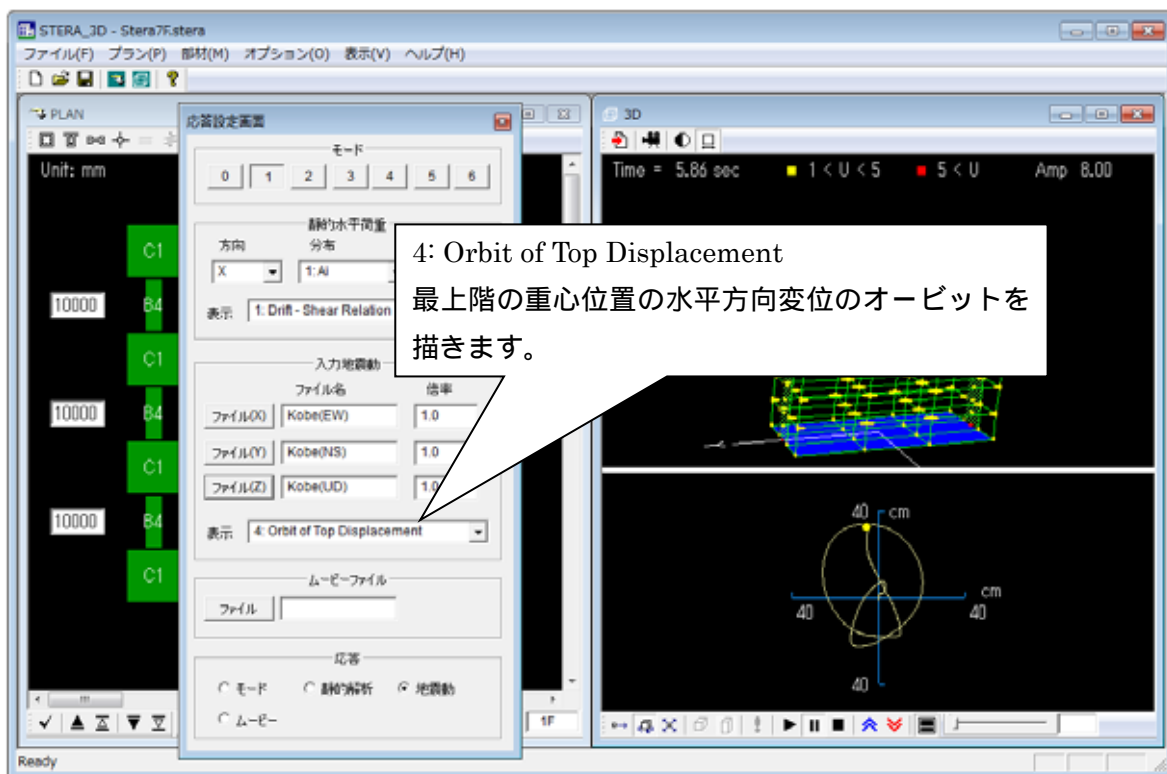 STERA_3D - Stera7F.stera
ファイル(F) プラン(P) 部材(M) オプション(O) 表示(V) ヘルプ(H)
PLAN
Unit: mm
C1
10000 B4
C1
10000 B4
C1
10000 B4
C1
1F
応答設定画面
モード
0 1 2 3 4 5 6
静的水平荷重
方向 分布
X 1: Ai
表示 1: Drift - Shear Relation
入力地震動
ファイル名 倍率
ファイル(X) Kobe(EW) 1.0
ファイル(Y) Kobe(NS) 1.0
ファイル(Z) Kobe(UD) 1.0
表示 4: Orbit of Top Displacement
ムービーファイル
ファイル
応答
モード 静的解析 地震動
ムービー
4: Orbit of Top Displacement
最上階の重心位置の水平方向変位のオービットを
描きます。
3D
Time = 5.86 sec 1 < U < 5 5 < U Amp 8.00
40 cm
cm
40 40
40
Ready